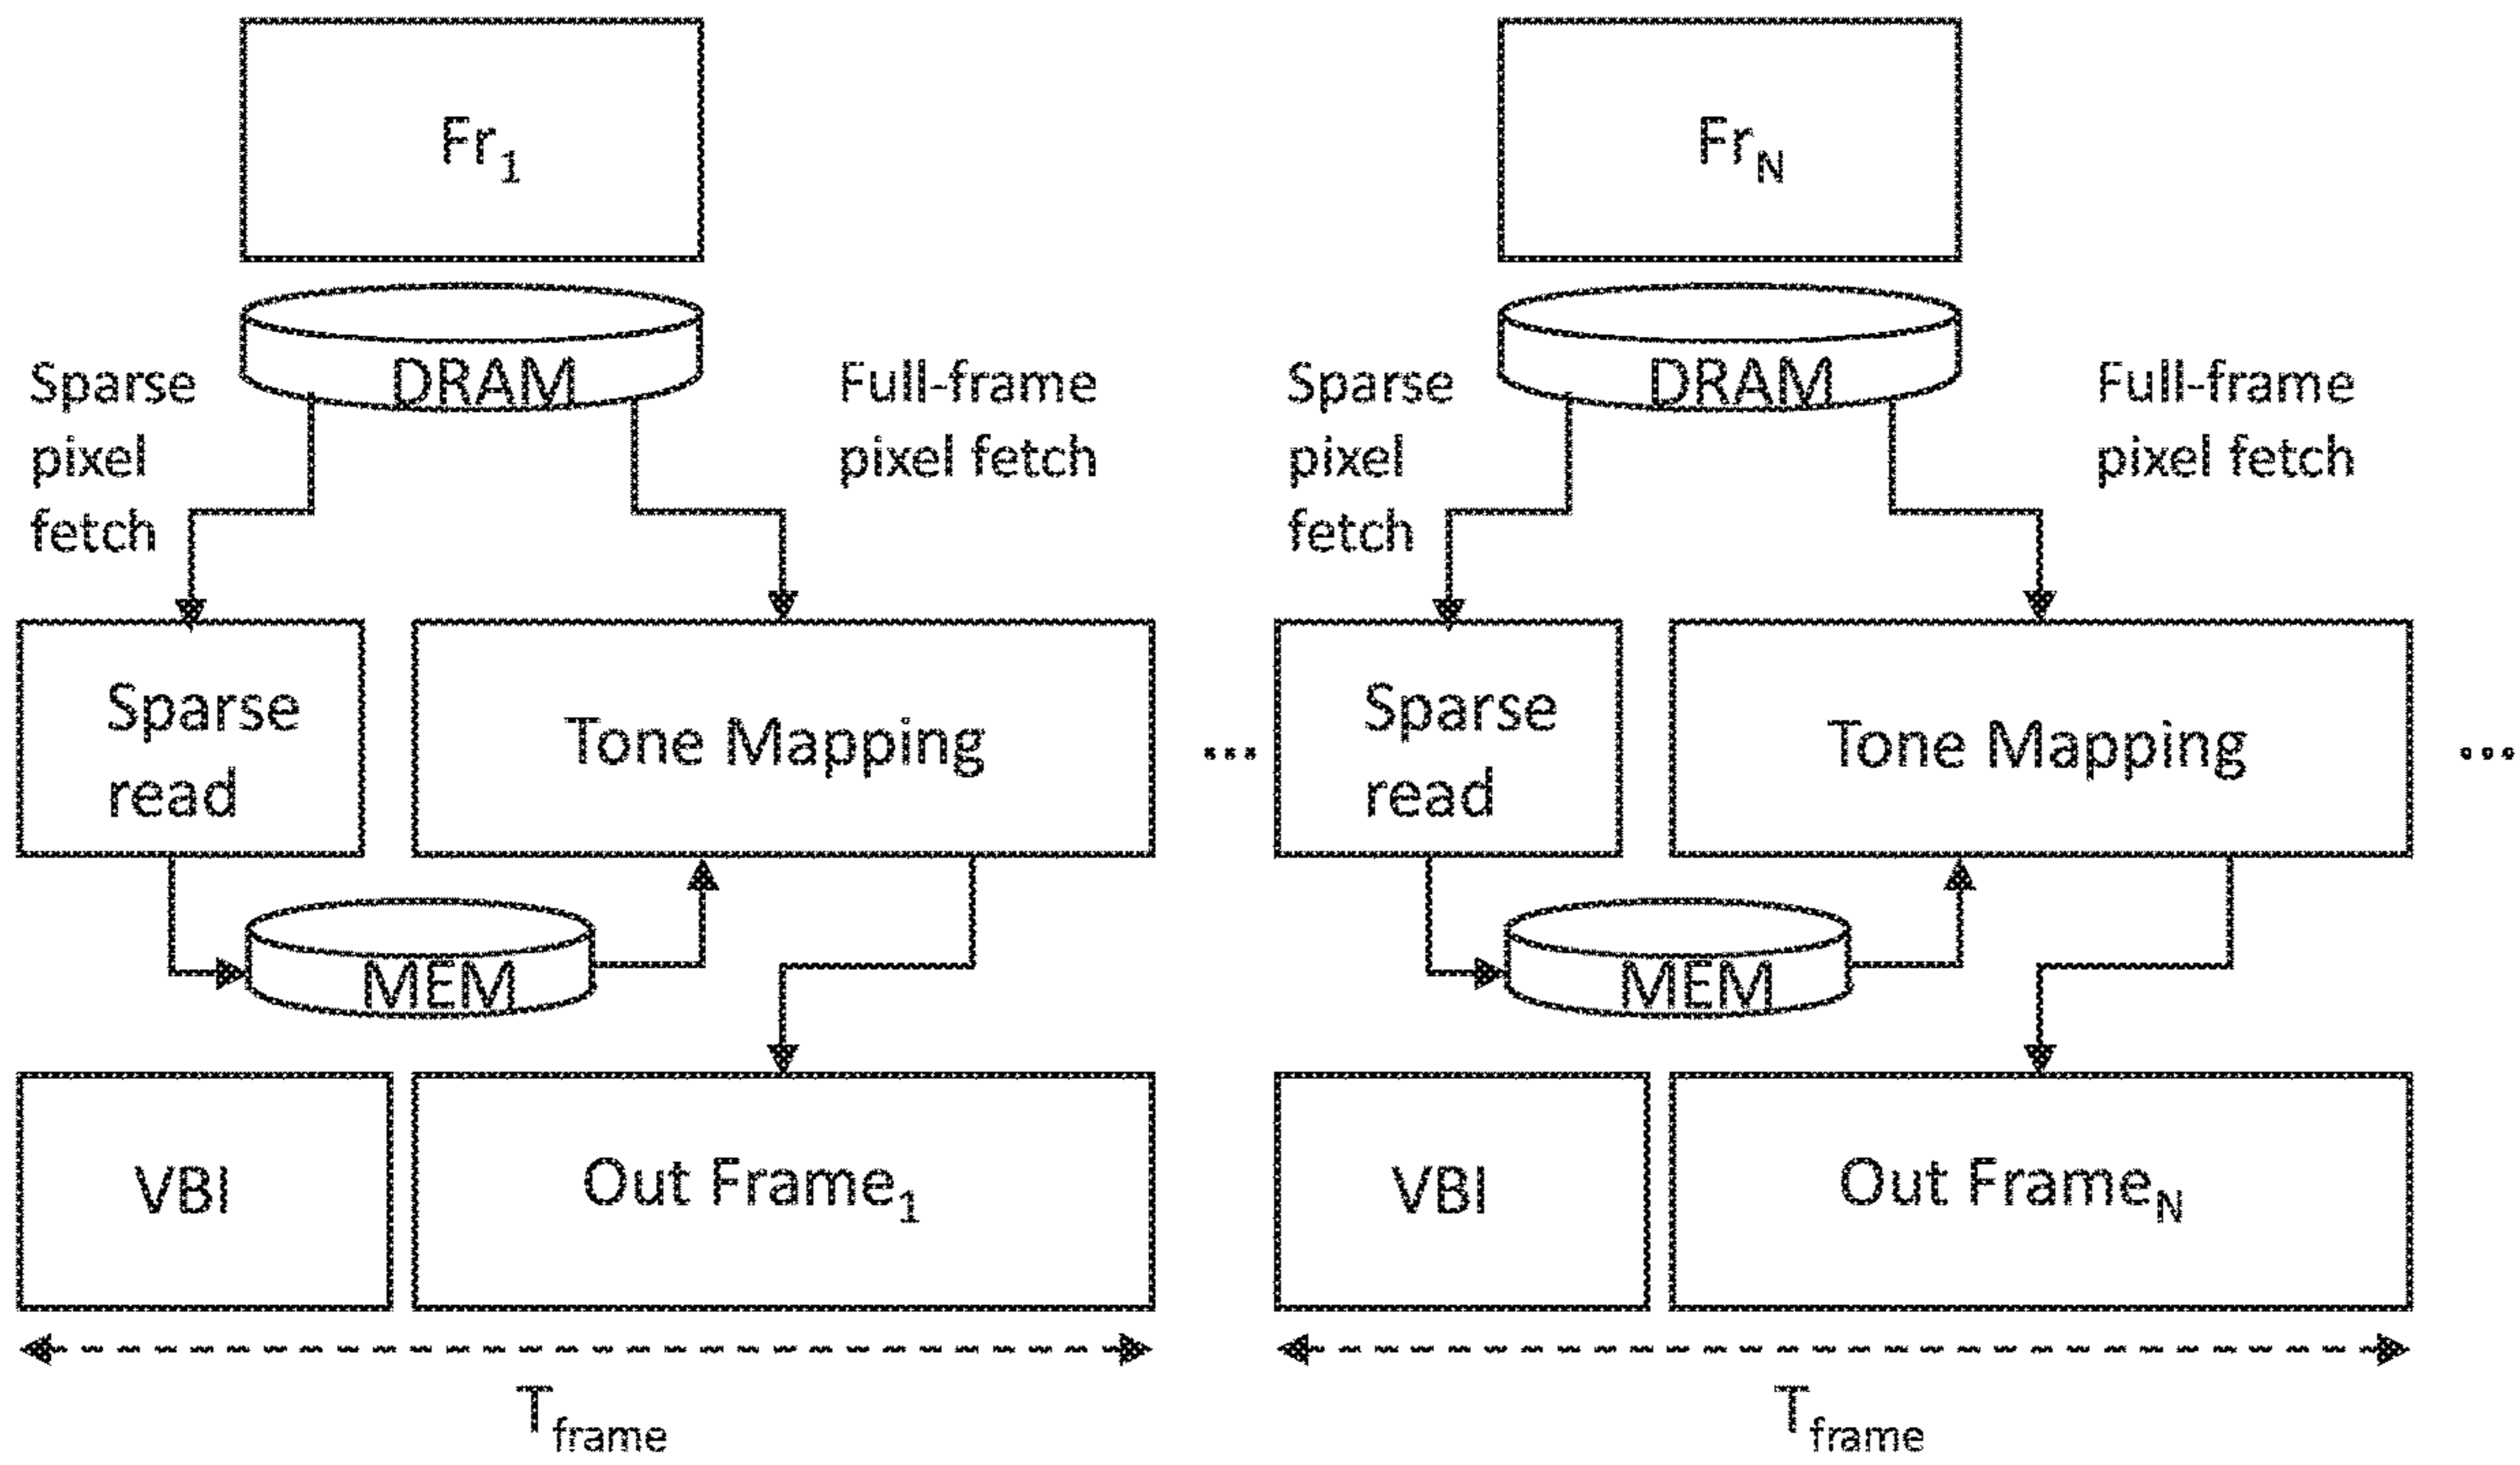 Fr1
DRAM
Sparse
pixel
fetch
Full-frame
pixel fetch
Sparse
read
Tone Mapping
...
MEM
VBI
Out Frame1
Tframe
FrN
DRAM
Sparse
pixel
fetch
Full-frame
pixel fetch
Sparse
read
Tone Mapping
...
MEM
VBI
Out FrameN
Tframe